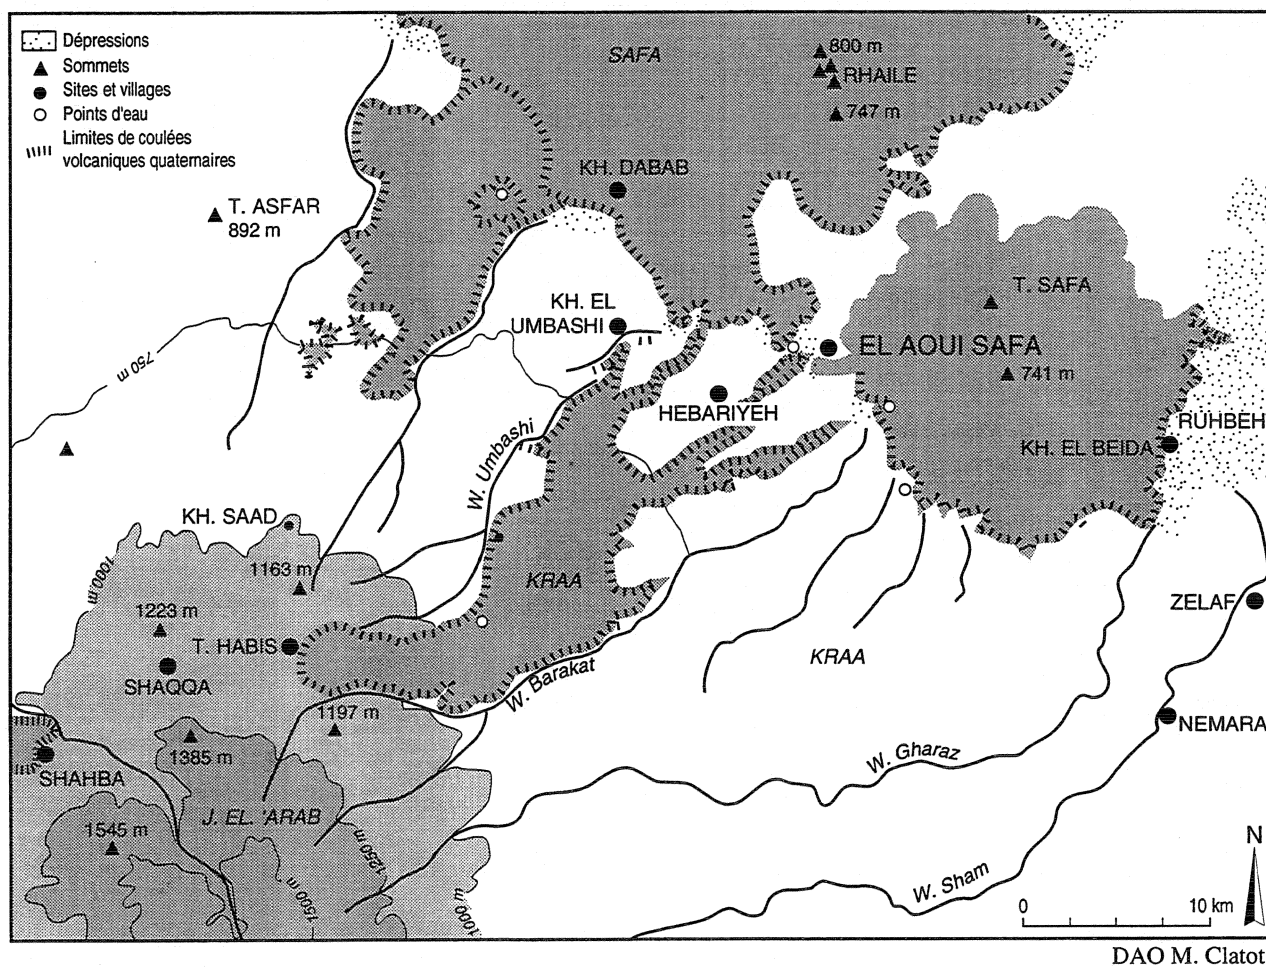 Dépressions
Sommets
Sites et villages
Points d'eau
Limites de coulées
volcaniques quaternaires
SAFA
800 m
RHAILE
747 m
KH. DABAB
T. ASFAR
892 m
T. SAFA
KH. EL
UMBASHI
EL AOUI SAFA
750 m
741 m
HEBARIYEH
RUHBEH
W. Umbashi
KH. EL BEIDA
KH. SAAD
1000 m
1163 m
KRAA
1223 m
ZELAF
T. HABIS
KRAA
SHAQQA
W. Barakat
1197 m
NEMARA
1385 m
W. Gharaz
SHAHBA
J. EL 'ARAB
1545 m
1250 m
N
1500 m
1000 m
W. Sham
0 10 km
DAO M. Clatot